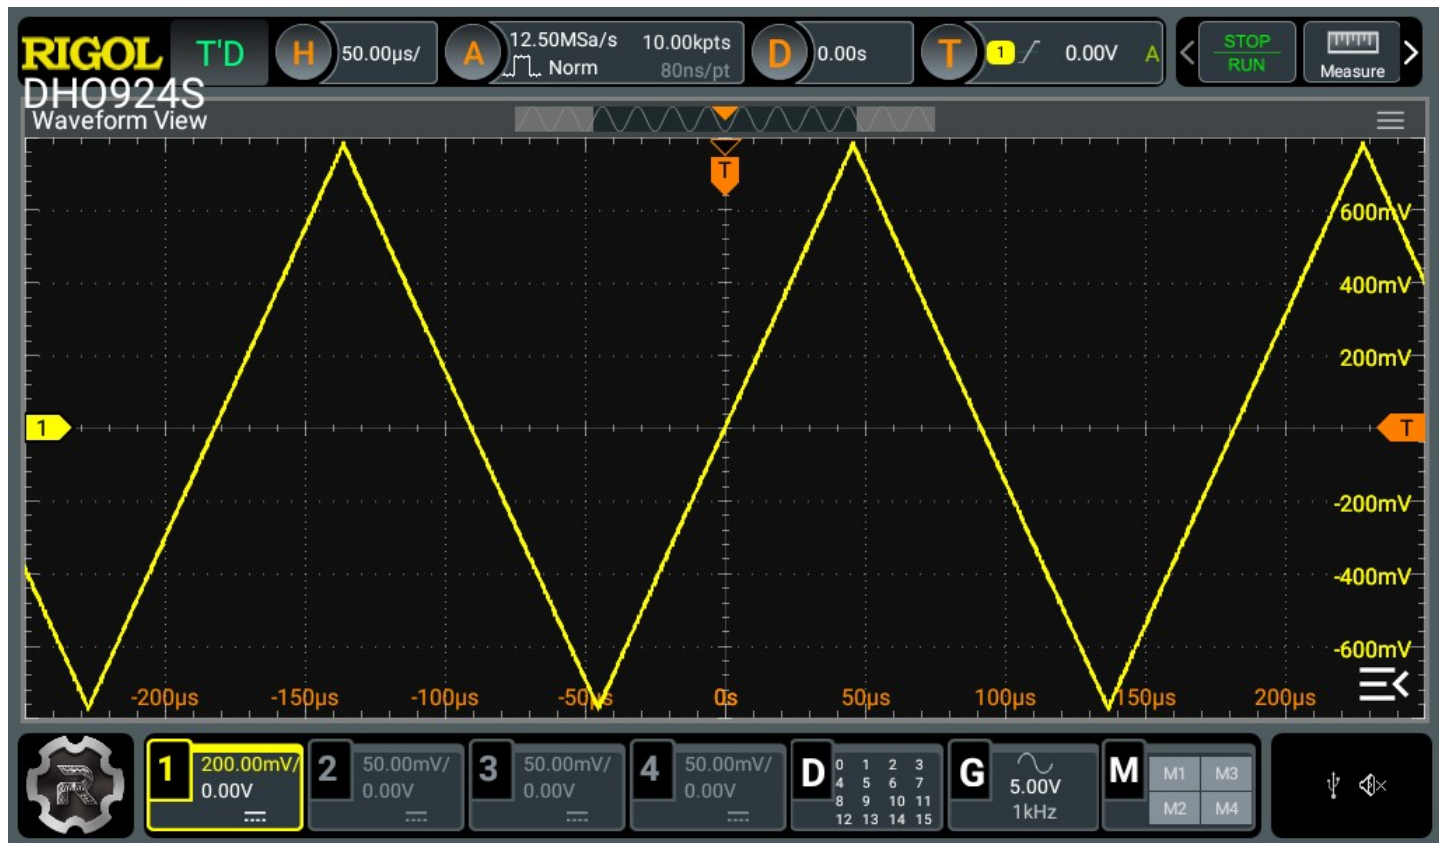 RIGOL T'D H 50.00µs/ A 12.50MSa/s 10.00kpts D 0.00s T 1 0.00V A STOP
Norm 80ns/pt RUN Measure
DHO924S
Waveform View
T
600mV
400mV
200mV
1 T
-200mV
-400mV
-600mV
-200µs -150µs -100µs -50µs 0s 50µs 100µs 150µs 200µs
R
1 200.00mV/ 2 50.00mV/ 3 50.00mV/ 4 50.00mV/ D 0 1 2 3 G M M1 M3
0.00V 0.00V 0.00V 0.00V 4 5 6 7 5.00V
8 9 10 11 1kHz M2 M4
12 13 14 15